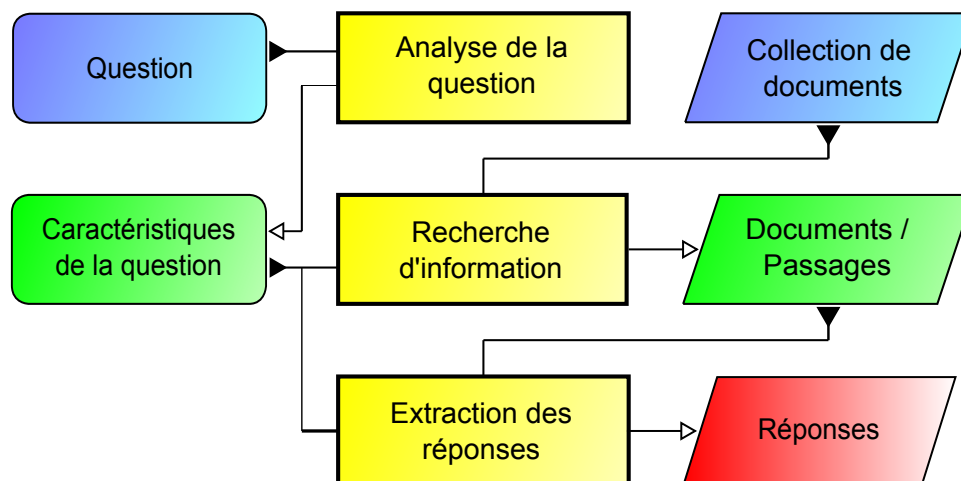 Question
Analyse de la
question
Collection de
documents
Caractéristiques
de la question
Recherche
d'information
Documents /
Passages
Extraction des
réponses
Réponses